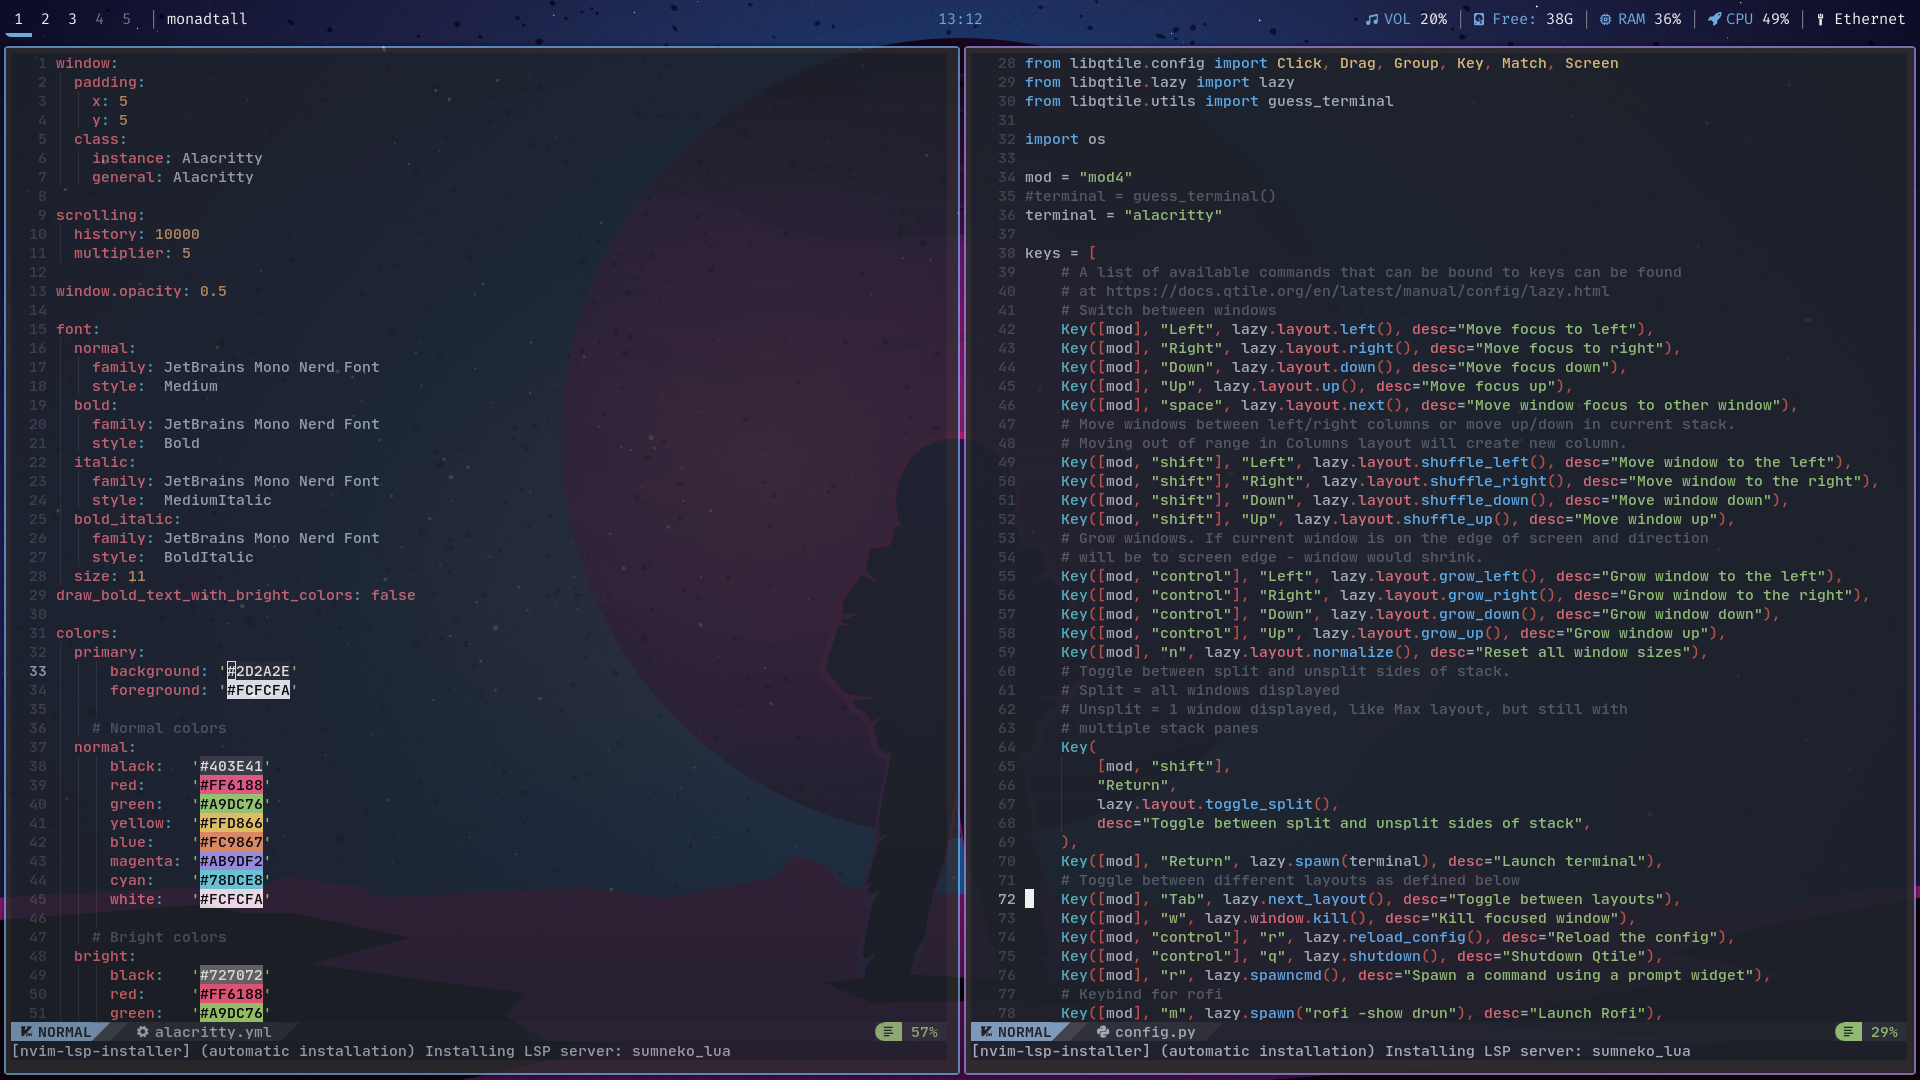 1 2 3 4 5 monadtall 13:12 VOL 20% Free: 38G RAM 36% CPU 49% Ethernet
1 window:
2 padding:
3 x: 5
4 y: 5
5 class:
6 instance: Alacritty
7 general: Alacritty
8
9 scrolling:
10 history: 10000
11 multiplier: 5
12
13 window.opacity: 0.5
14
15 font:
16 normal:
17 family: JetBrains Mono Nerd Font
18 style:  Medium
19 bold:
20 family: JetBrains Mono Nerd Font
21 style:  Bold
22 italic:
23 family: JetBrains Mono Nerd Font
24 style:  MediumItalic
25 bold_italic:
26 family: JetBrains Mono Nerd Font
27 style:  BoldItalic
28 size: 11
29 draw_bold_text_with_bright_colors: false
30
31 colors:
32 primary:
33 background: '#2D2A2E'
34 foreground: '#FCFCFA'
35
36 # Normal colors
37 normal:
38 black:   '#403E41'
39 red:     '#FF6188'
40 green:   '#A9DC76'
41 yellow:  '#FFD866'
42 blue:    '#FC9867'
43 magenta: '#AB9DF2'
44 cyan:    '#78DCE8'
45 white:   '#FCFCFA'
46
47 # Bright colors
48 bright:
49 black:   '#727072'
50 red:     '#FF6188'
51 green:   '#A9DC76'
NORMAL alacritty.yml 57%
[nvim-lsp-installer] (automatic installation) Installing LSP server: sumneko_lua
28 from libqtile.config import Click, Drag, Group, Key, Match, Screen
29 from libqtile.lazy import lazy
30 from libqtile.utils import guess_terminal
31
32 import os
33
34 mod = "mod4"
35 #terminal = guess_terminal()
36 terminal = "alacritty"
37
38 keys = [
39 # A list of available commands that can be bound to keys can be found
40 # at https://docs.qtile.org/en/latest/manual/config/lazy.html
41 # Switch between windows
42 Key([mod], "Left", lazy.layout.left(), desc="Move focus to left"),
43 Key([mod], "Right", lazy.layout.right(), desc="Move focus to right"),
44 Key([mod], "Down", lazy.layout.down(), desc="Move focus down"),
45 Key([mod], "Up", lazy.layout.up(), desc="Move focus up"),
46 Key([mod], "space", lazy.layout.next(), desc="Move window focus to other window"),
47 # Move windows between left/right columns or move up/down in current stack.
48 # Moving out of range in Columns layout will create new column.
49 Key([mod, "shift"], "Left", lazy.layout.shuffle_left(), desc="Move window to the left"),
50 Key([mod, "shift"], "Right", lazy.layout.shuffle_right(), desc="Move window to the right"),
51 Key([mod, "shift"], "Down", lazy.layout.shuffle_down(), desc="Move window down"),
52 Key([mod, "shift"], "Up", lazy.layout.shuffle_up(), desc="Move window up"),
53 # Grow windows. If current window is on the edge of screen and direction
54 # will be to screen edge - window would shrink.
55 Key([mod, "control"], "Left", lazy.layout.grow_left(), desc="Grow window to the left"),
56 Key([mod, "control"], "Right", lazy.layout.grow_right(), desc="Grow window to the right"),
57 Key([mod, "control"], "Down", lazy.layout.grow_down(), desc="Grow window down"),
58 Key([mod, "control"], "Up", lazy.layout.grow_up(), desc="Grow window up"),
59 Key([mod], "n", lazy.layout.normalize(), desc="Reset all window sizes"),
60 # Toggle between split and unsplit sides of stack.
61 # Split = all windows displayed
62 # Unsplit = 1 window displayed, like Max layout, but still with
63 # multiple stack panes
64 Key(
65 [mod, "shift"],
66 "Return",
67 lazy.layout.toggle_split(),
68 desc="Toggle between split and unsplit sides of stack",
69 ),
70 Key([mod], "Return", lazy.spawn(terminal), desc="Launch terminal"),
71 # Toggle between different layouts as defined below
72 Key([mod], "Tab", lazy.next_layout(), desc="Toggle between layouts"),
73 Key([mod], "w", lazy.window.kill(), desc="Kill focused window"),
74 Key([mod, "control"], "r", lazy.reload_config(), desc="Reload the config"),
75 Key([mod, "control"], "q", lazy.shutdown(), desc="Shutdown Qtile"),
76 Key([mod], "r", lazy.spawncmd(), desc="Spawn a command using a prompt widget"),
77 # Keybind for rofi
78 Key([mod], "m", lazy.spawn("rofi -show drun"), desc="Launch Rofi"),
NORMAL config.py 29%
[nvim-lsp-installer] (automatic installation) Installing LSP server: sumneko_lua